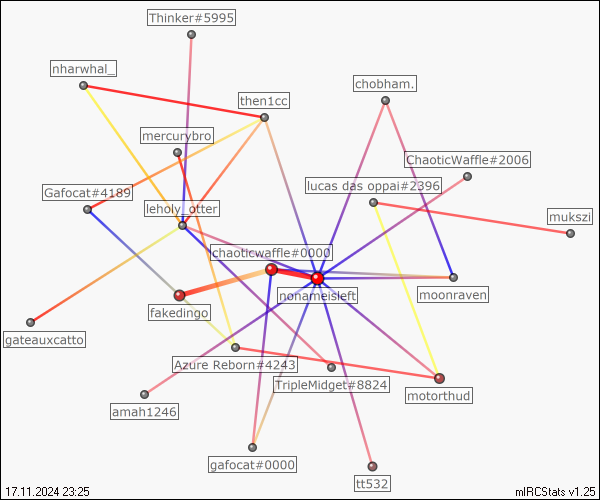 Thinker#5995
nharwhal_
chobham.
then1cc
mercurybro
ChaoticWaffle#2006
lucas das oppai#2396
Gafocat#4189
leholy_otter
mukszi
chaoticwaffle#0000
moonraven
nonameisleft
fakedingo
gateauxcatto
Azure Reborn#4243
TripleMidget#8824
motorthud
amah1246
gafocat#0000
tt532
17.11.2024 23:25
mIRCStats v1.25